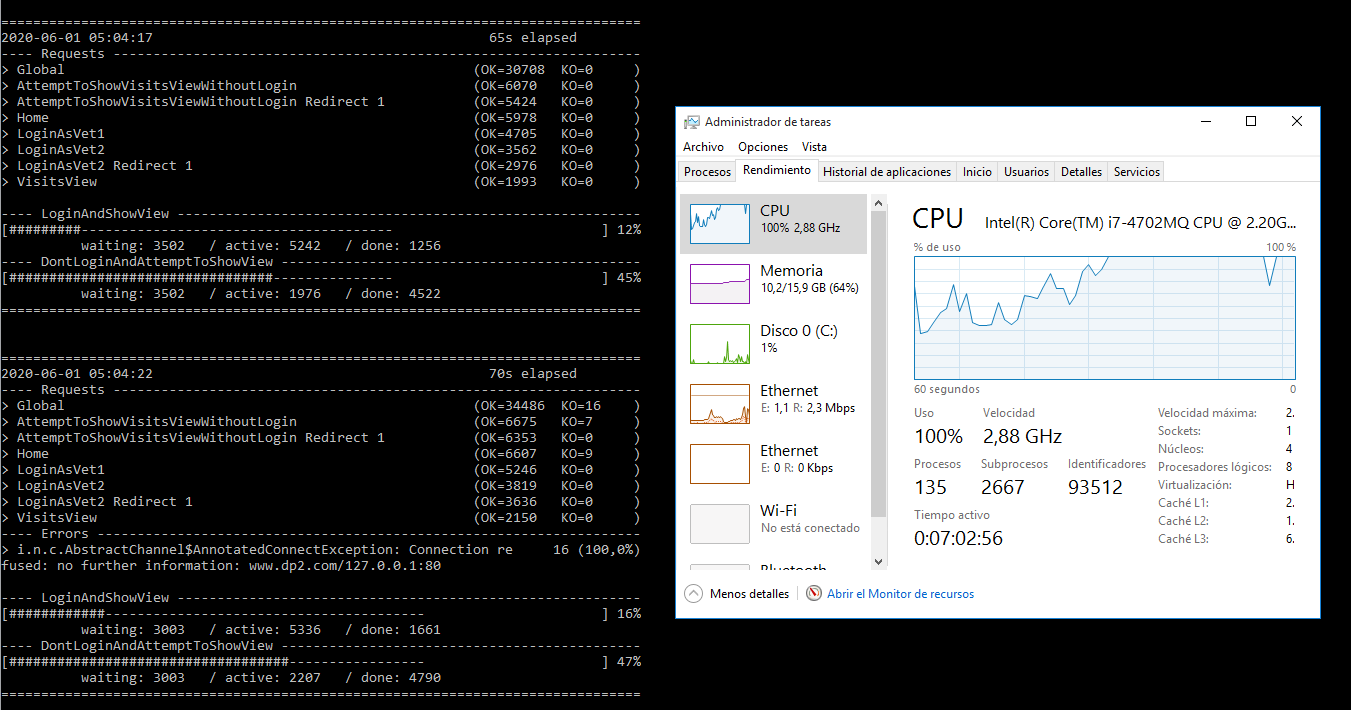 ================================================================================
2020-06-01 05:04:17                                          65s elapsed
---- Requests ------------------------------------------------------------------
> Global                                                   (OK=30708  KO=0     )
> AttemptToShowVisitsViewWithoutLogin                      (OK=6070   KO=0     )
> AttemptToShowVisitsViewWithoutLogin Redirect 1           (OK=5424   KO=0     )
> Home                                                     (OK=5978   KO=0     )
> LoginAsVet1                                              (OK=4705   KO=0     )
> LoginAsVet2                                              (OK=3562   KO=0     )
> LoginAsVet2 Redirect 1                                   (OK=2976   KO=0     )
> VisitsView                                               (OK=1993   KO=0     )
---- LoginAndShowView ----------------------------------------------------------
[#########---------------------------------------                          ] 12%
          waiting: 3502   / active: 5242   / done: 1256
---- DontLoginAndAttemptToShowView ---------------------------------------------
[#################################---------------                          ] 45%
          waiting: 3502   / active: 1976   / done: 4522
================================================================================
================================================================================
2020-06-01 05:04:22                                          70s elapsed
---- Requests ------------------------------------------------------------------
> Global                                                   (OK=34486  KO=16    )
> AttemptToShowVisitsViewWithoutLogin                      (OK=6675   KO=7     )
> AttemptToShowVisitsViewWithoutLogin Redirect 1           (OK=6353   KO=0     )
> Home                                                     (OK=6607   KO=9     )
> LoginAsVet1                                              (OK=5246   KO=0     )
> LoginAsVet2                                              (OK=3819   KO=0     )
> LoginAsVet2 Redirect 1                                   (OK=3636   KO=0     )
> VisitsView                                               (OK=2150   KO=0     )
---- Errors --------------------------------------------------------------------
> i.n.c.AbstractChannel$AnnotatedConnectException: Connection re     16 (100,0%)
fused: no further information: www.dp2.com/127.0.0.1:80
---- LoginAndShowView ----------------------------------------------------------
[############----------------------------------------                      ] 16%
          waiting: 3003   / active: 5336   / done: 1661
---- DontLoginAndAttemptToShowView ---------------------------------------------
[###################################-----------------                      ] 47%
          waiting: 3003   / active: 2207   / done: 4790
================================================================================
Administrador de tareas
Archivo Opciones Vista
Procesos Rendimiento Historial de aplicaciones Inicio Usuarios Detalles Servicios
CPU
100% 2,88 GHz
Memoria
10,2/15,9 GB (64%)
Disco 0 (C:)
1%
Ethernet
E: 1,1 R: 2,3 Mbps
Ethernet
E: 0 R: 0 Kbps
Wi-Fi
No está conectado
Bluetooth
CPU Intel(R) Core(TM) i7-4702MQ CPU @ 2.20G...
% de uso 100 %
60 segundos 0
Uso Velocidad
100% 2,88 GHz
Procesos Subprocesos Identificadores
135 2667 93512
Tiempo activo
0:07:02:56
Velocidad máxima: 2.
Sockets: 1
Núcleos: 4
Procesadores lógicos: 8
Virtualización: H
Caché L1: 2.
Caché L2: 1.
Caché L3: 6.
Menos detalles Abrir el Monitor de recursos